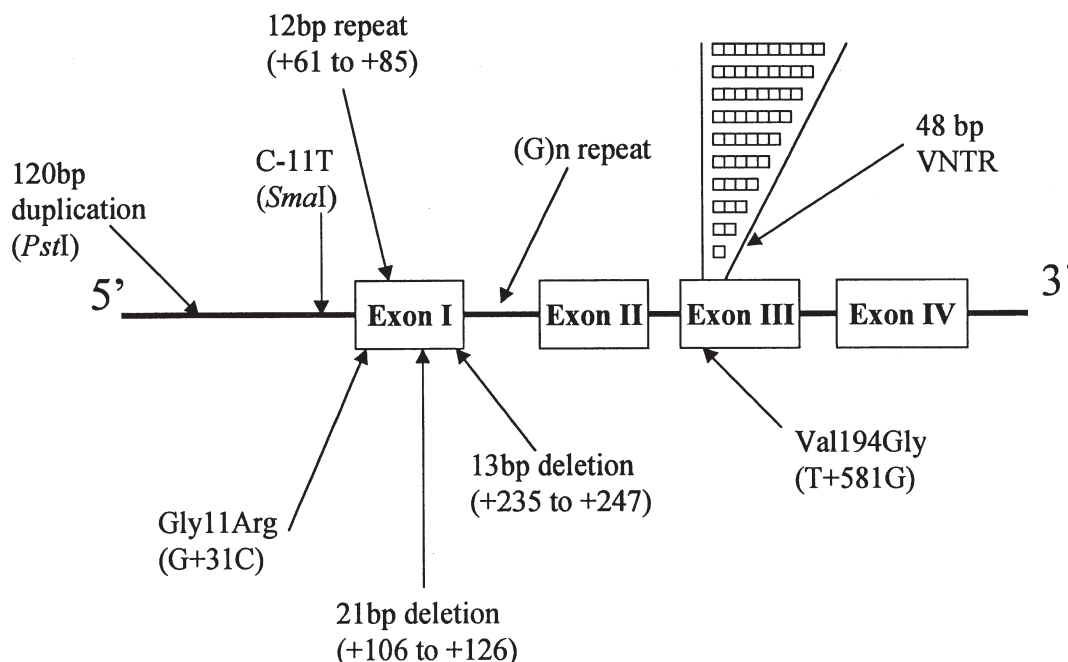 12bp repeat
(+61 to +85)
120bp
duplication
(PstI)
C-11T
(SmaI)
(G)n repeat
48 bp
VNTR
5’
3’
Exon I
Exon II
Exon III
Exon IV
Gly11Arg
(G+31C)
21bp deletion
(+106 to +126)
13bp deletion
(+235 to +247)
Val194Gly
(T+581G)